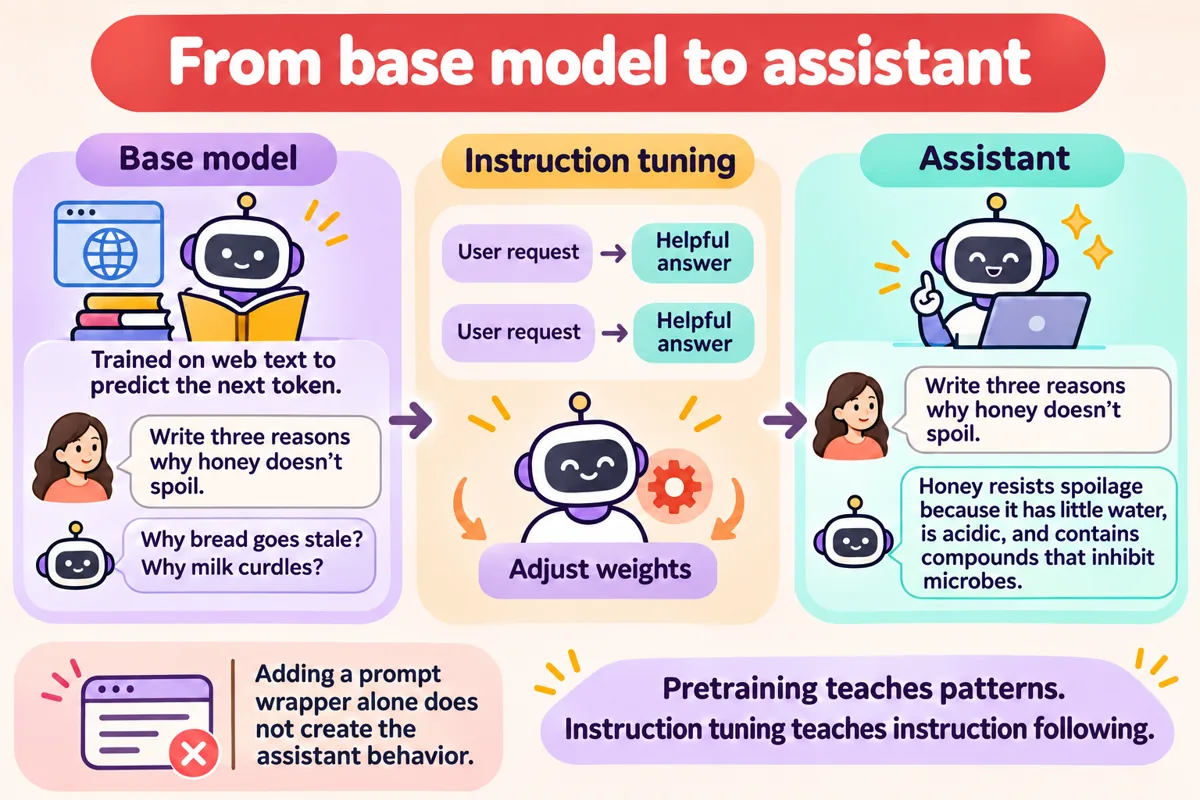 From base model to assistant
Base model
Trained on web text to
predict the next token.
Write three reasons
why honey doesn't
spoil.
Why bread goes stale?
Why milk curdles?
Instruction tuning
User request
Helpful
answer
User request
Helpful
answer
Adjust weights
Assistant
Write three reasons
why honey doesn't
spoil.
Honey resists spoilage
because it has little water,
is acidic, and contains
compounds that inhibit
microbes.
Adding a prompt
wrapper alone does
not create the
assistant behavior.
Pretraining teaches patterns.
Instruction tuning teaches instruction following.